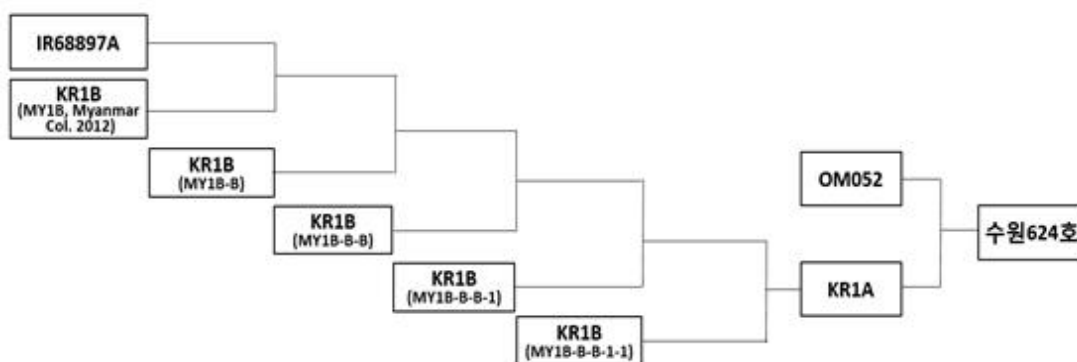 IR68897A
KR1B
(MY1B, Myanmar
Col. 2012)
KR1B
(MY1B-B)
KR1B
(MY1B-B-B)
KR1B
(MY1B-B-B-1)
KR1B
(MY1B-B-B-1-1)
OM052
KR1A
수원624호